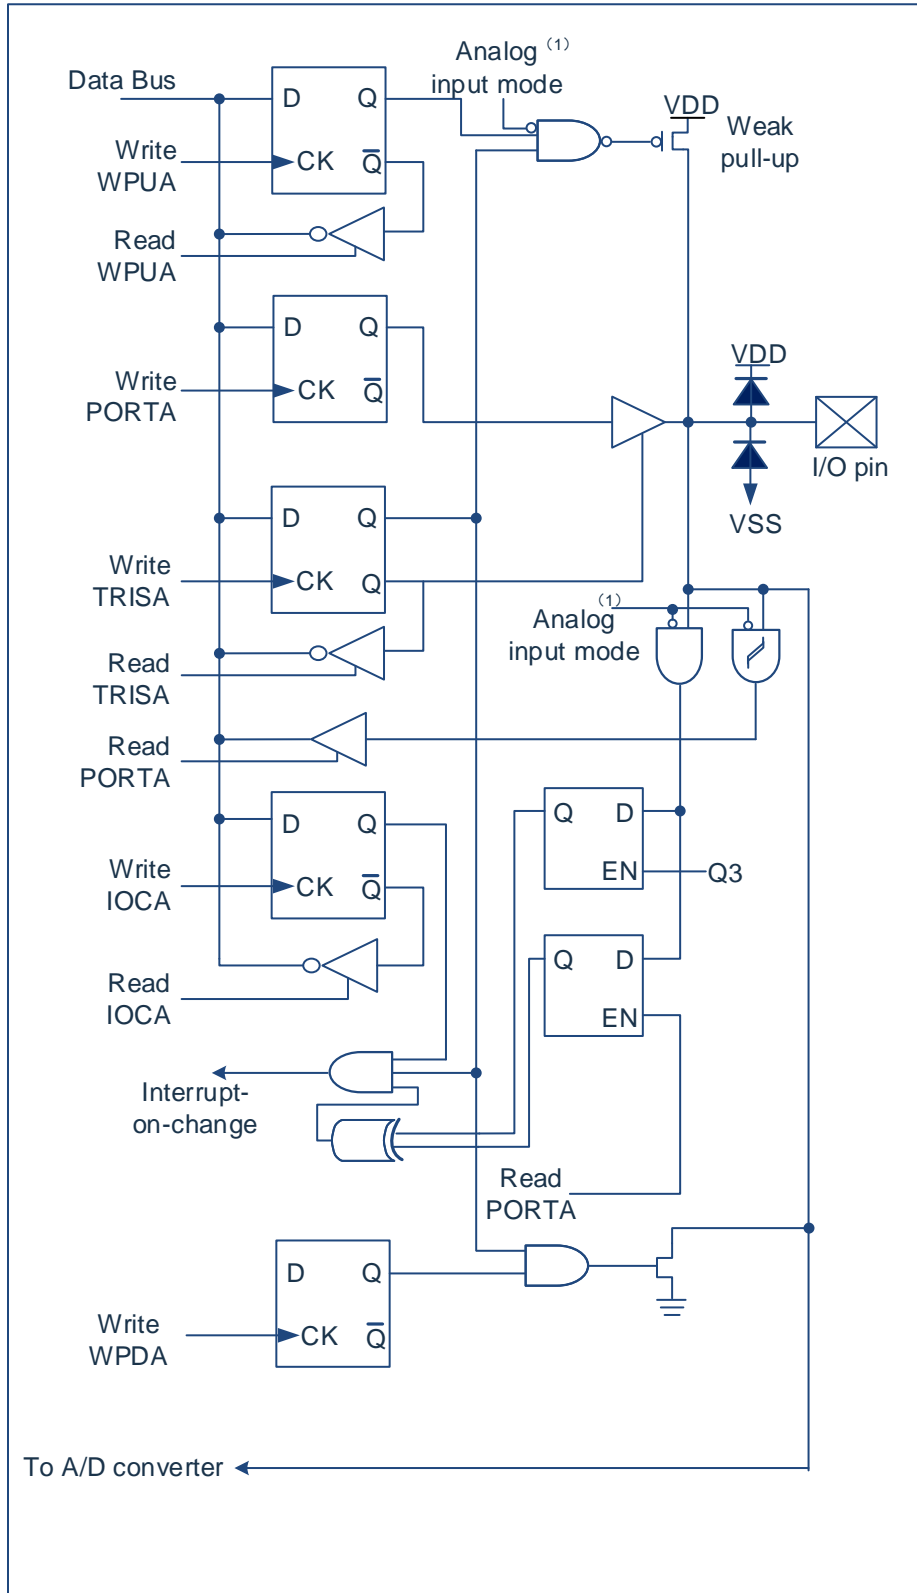 Analog (1)
input mode
Data Bus
D Q
VDD
Weak
pull-up
Write
WPUA
CK Q̅
Read
WPUA
D Q
Write
PORTA
CK Q̅
VDD
I/O pin
VSS
D Q
Write
TRISA
CK Q
Analog (1)
input mode
Read
TRISA
Read
PORTA
D Q
Q D
Write
IOCA
CK Q̅
EN
Q3
Read
IOCA
Q D
EN
Interrupt-
on-change
Read
PORTA
D Q
Write
WPDA
CK Q̅
To A/D converter